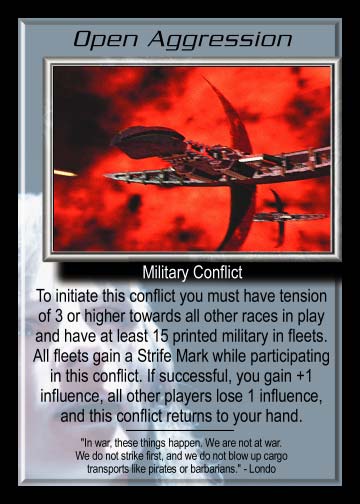 Open Aggression
Military Conflict
To initiate this conflict you must have tension
of 3 or higher towards all other races in play
and have at least 15 printed military in fleets.
All fleets gain a Strife Mark while participating
in this conflict. If successful, you gain +1
influence, all other players lose 1 influence,
and this conflict returns to your hand.
"In war, these things happen. We are not at war.
We do not strike first, and we do not blow up cargo
transports like pirates or barbarians." - Londo